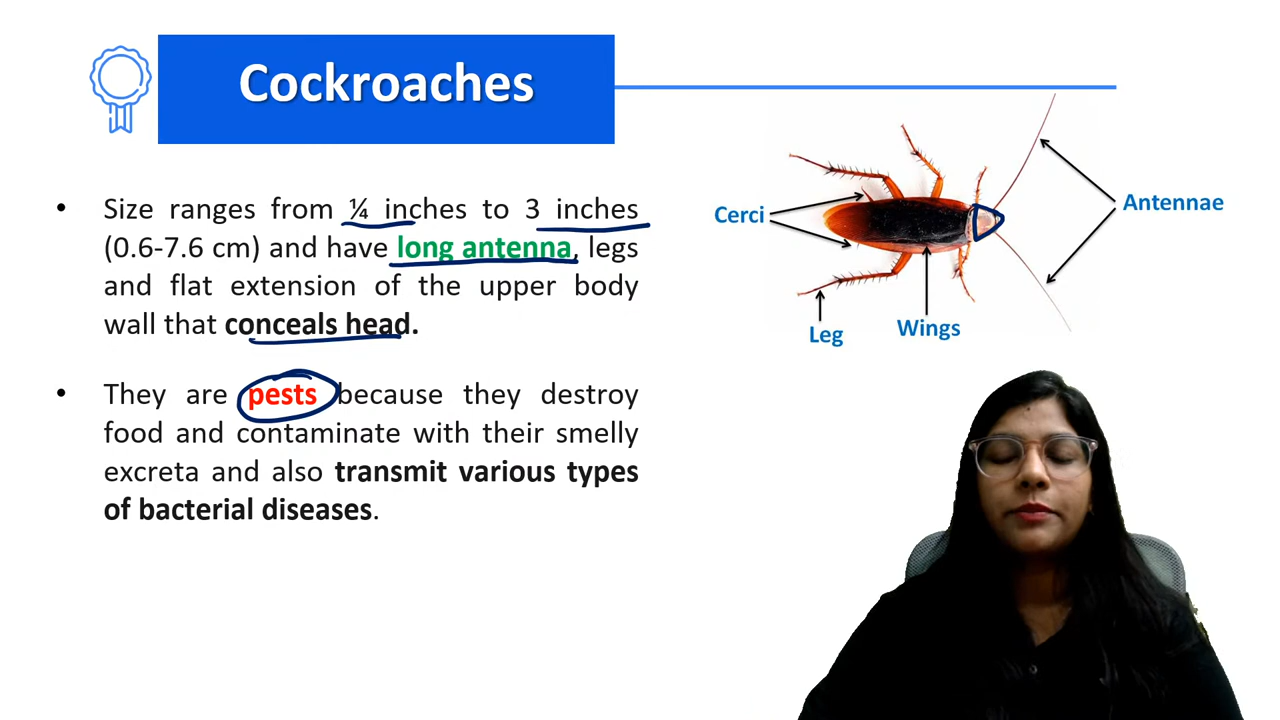 Cockroaches
• Size ranges from ¼ inches to 3 inches
(0.6-7.6 cm) and have long antenna, legs
and flat extension of the upper body
wall that conceals head.
• They are pests because they destroy
food and contaminate with their smelly
excreta and also transmit various types
of bacterial diseases.
Cerci
Antennae
Leg
Wings